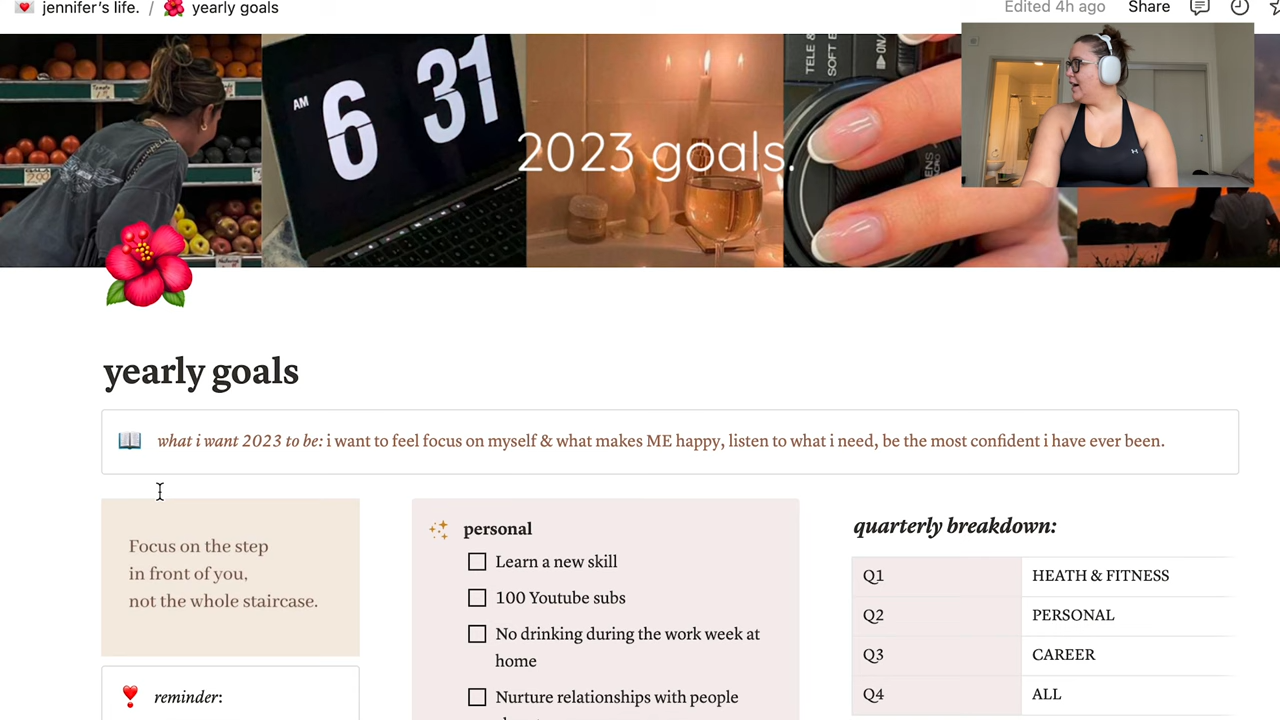 jennifer's life. / yearly goals
Edited 4h ago Share
AM 6 31
TELE &
SOFT
ON/
2023 goals.
yearly goals
what i want 2023 to be: i want to feel focus on myself & what makes ME happy, listen to what i need, be the most confident i have ever been.
Focus on the step
in front of you,
not the whole staircase.
reminder:
personal
Learn a new skill
100 Youtube subs
No drinking during the work week at
home
Nurture relationships with people
quarterly breakdown:
Q1 HEATH & FITNESS
Q2 PERSONAL
Q3 CAREER
Q4 ALL